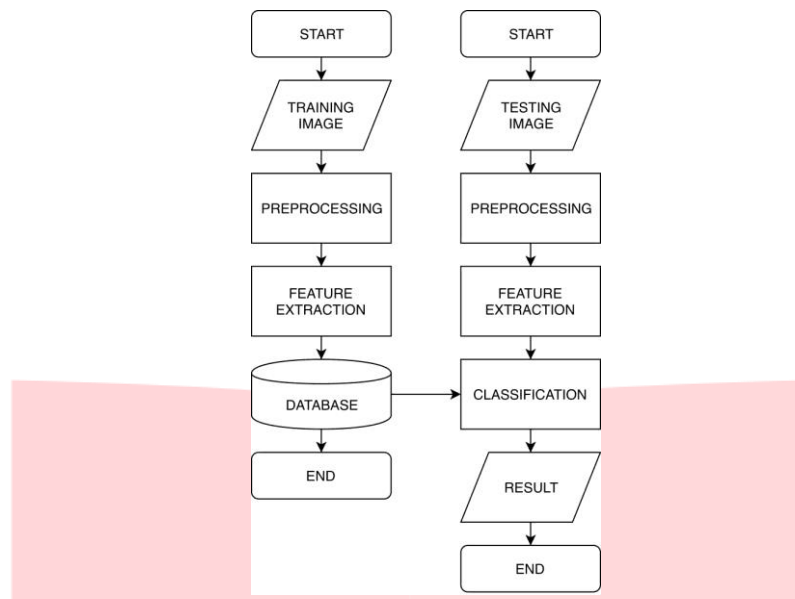 START
TRAINING
IMAGE
PREPROCESSING
FEATURE
EXTRACTION
DATABASE
END
START
TESTING
IMAGE
PREPROCESSING
FEATURE
EXTRACTION
CLASSIFICATION
RESULT
END